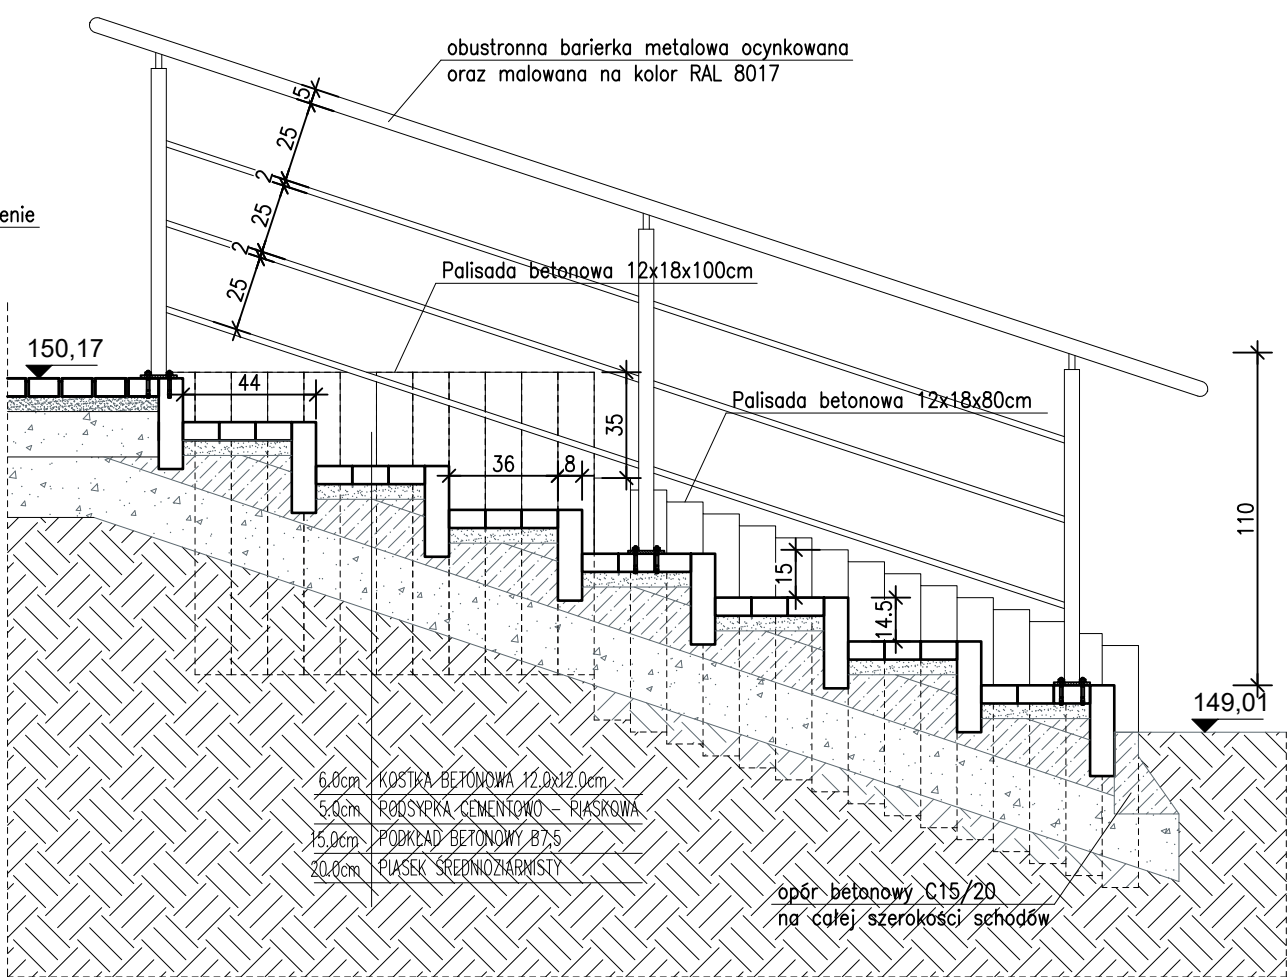 obustronna barierka metalowa ocynkowana
oraz malowana na kolor RAL 8017
5
25
2
25
2
25
enie
Palisada betonowa 12x18x100cm
150,17
44
35
Palisada betonowa 12x18x80cm
36
8
110
15
14.5
149,01
6.0cm KOSTKA BETONOWA 12.0x12.0cm
5.0cm PODSYPKA CEMENTOWO - PIASKOWA
15.0cm PODKŁAD BETONOWY B7,5
20.0cm PIASEK ŚREDNIOZIARNISTY
opór betonowy C15/20
na całej szerokości schodów